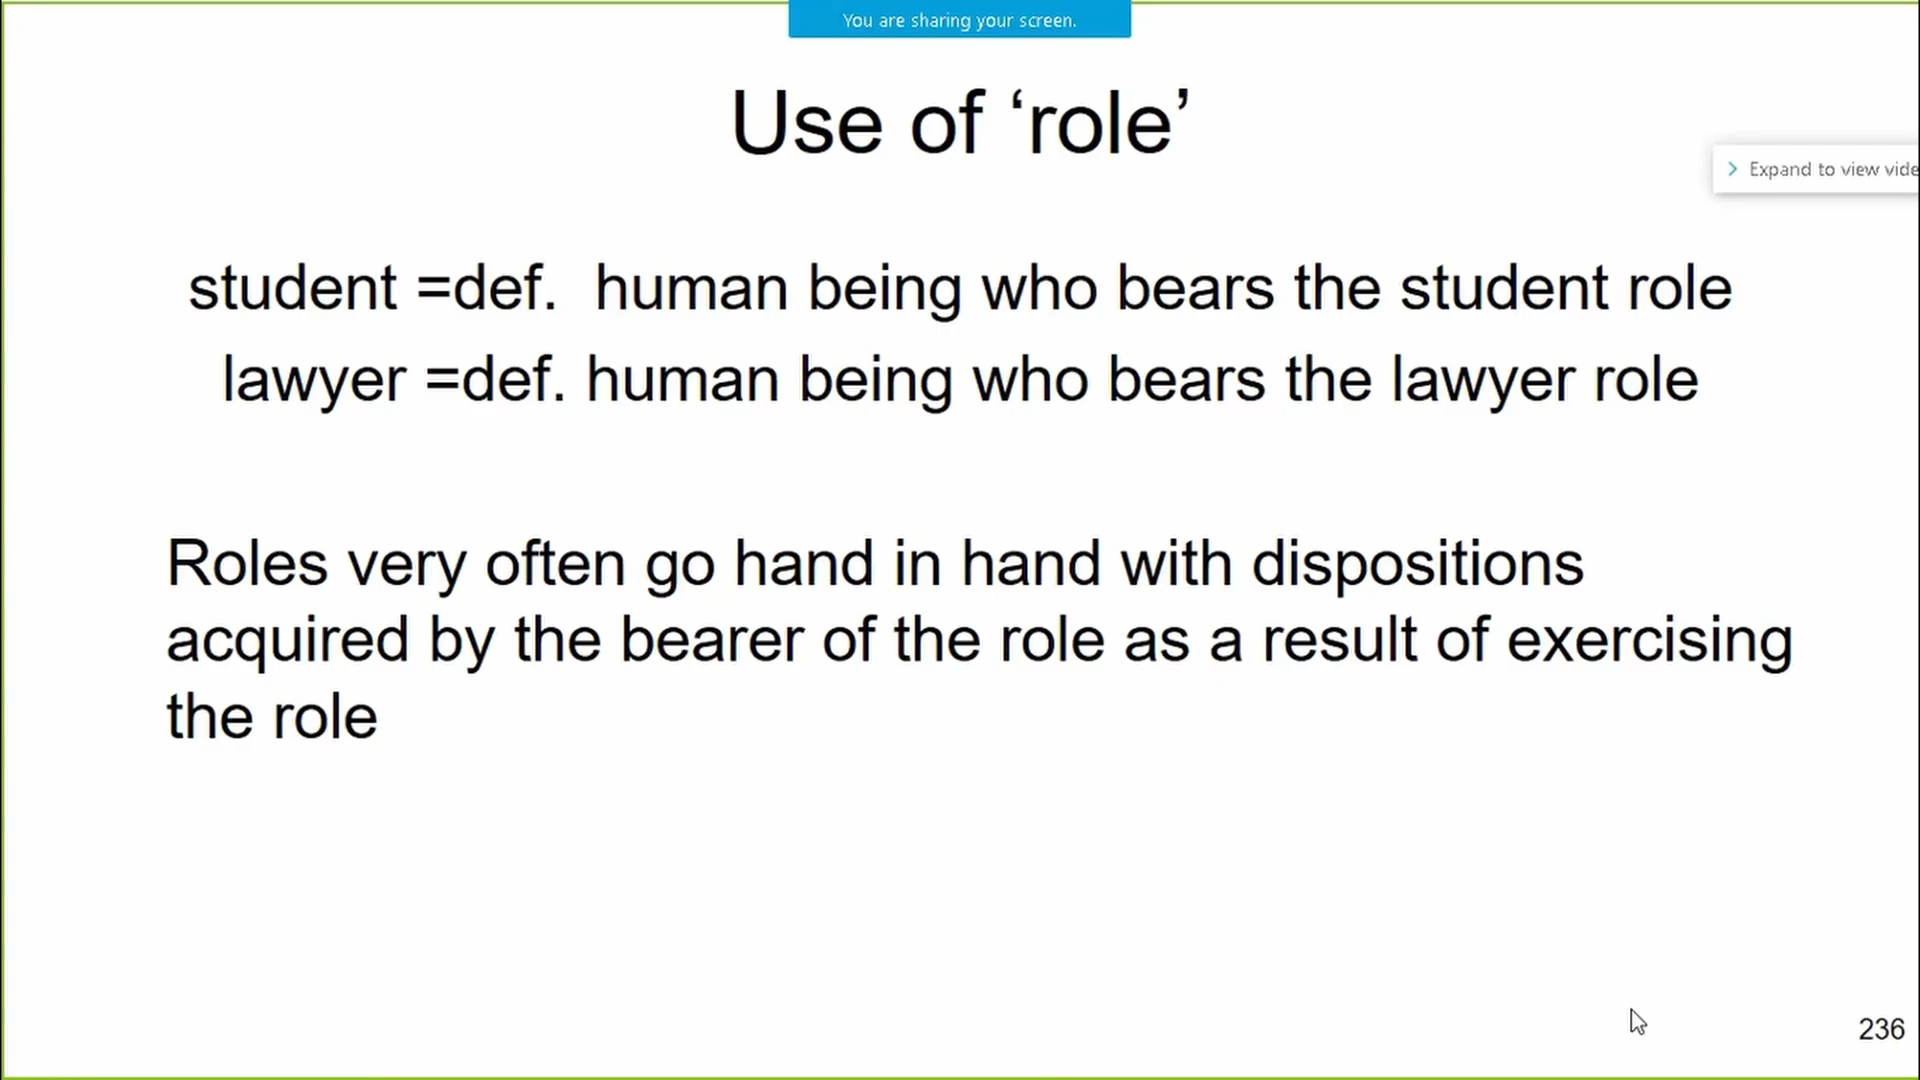 You are sharing your screen.
Use of ‘role’
Expand to view vide
student =def.  human being who bears the student role
lawyer =def. human being who bears the lawyer role
Roles very often go hand in hand with dispositions
acquired by the bearer of the role as a result of exercising
the role
236